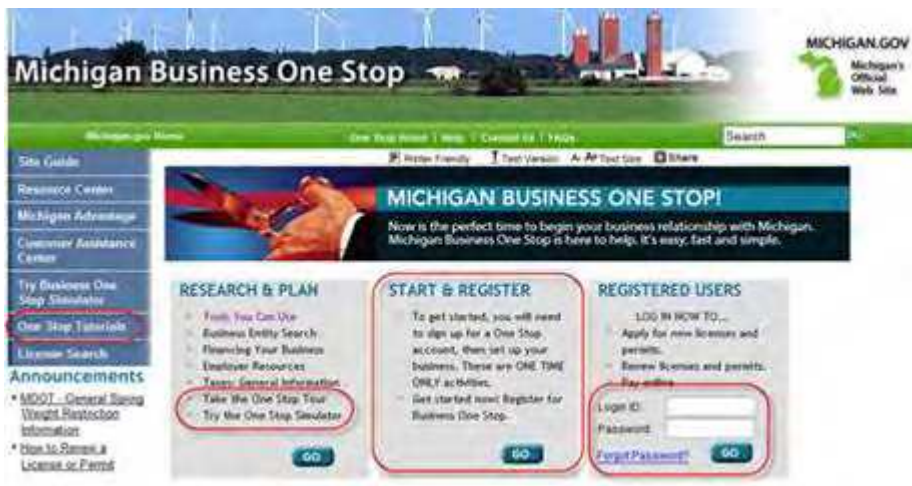 MICHIGAN.GOV
Michigan's
Official
Web Site
Michigan Business One Stop
Michigan.gov Home
One Stop Home | Help | Contact Us | FAQs
Search
Printer Friendly Text Version A- A+ Text Size Share
Site Guide
Resource Center
Michigan Advantage
Customer Assistance
Center
Try Business One
Stop Simulator
One Stop Tutorials
License Search
Announcements
• MDOT - General Spring
Weight Restriction
Information
• How to Renew a
License or Permit
MICHIGAN BUSINESS ONE STOP!
Now is the perfect time to begin your business relationship with Michigan.
Michigan Business One Stop is here to help, it's easy, fast and simple.
RESEARCH & PLAN
Tools You Can Use
Business Entity Search
Financing Your Business
Employer Resources
Taxes: General Information
Take the One Stop Tour
Try the One Stop Simulator
GO
START & REGISTER
To get started, you will need
to sign up for a One Stop
account, then set up your
business. These are ONE TIME
ONLY activities.
Get started now! Register for
Business One Stop.
GO
REGISTERED USERS
LOG IN NOW TO...
Apply for new licenses and
permits.
Renew licenses and permits.
Pay online
Login ID:
Password:
Forgot Password?
GO